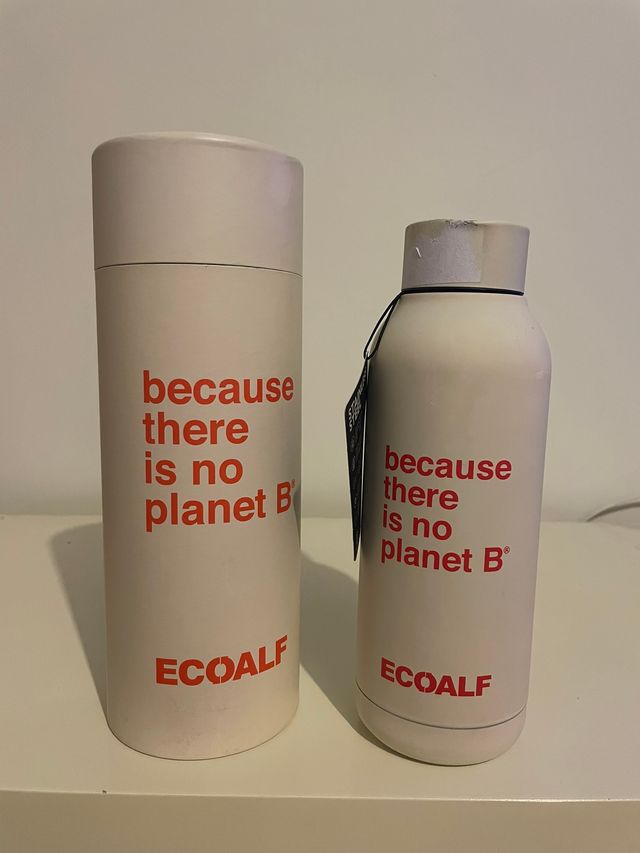 because
there
is no
planet B®
ECOALF
because
there
is no
planet B®
ECOALF